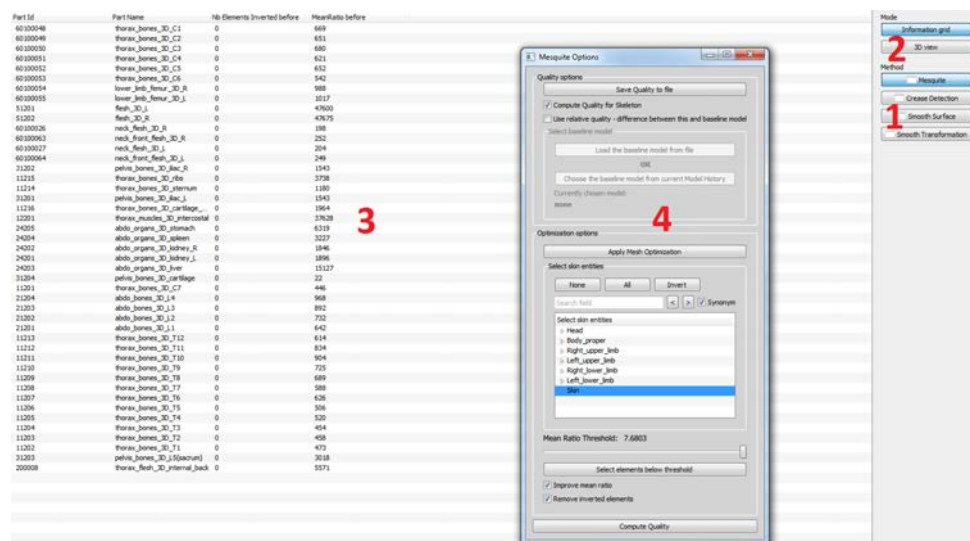 Part Id Part Name Nb Elements Inverted before MeanRatio before
60100048 thorax_bones_3D_C1 0 669
60100049 thorax_bones_3D_C2 0 651
60100050 thorax_bones_3D_C3 0 680
60100051 thorax_bones_3D_C4 0 621
60100052 thorax_bones_3D_C5 0 632
60100053 thorax_bones_3D_C6 0 542
60100054 lower_limb_femur_3D_R 0 988
60100055 lower_limb_femur_3D_L 0 1017
51201 flesh_3D_L 0 47600
51202 flesh_3D_R 0 47675
60100026 neck_flesh_3D_R 0 198
60100063 neck_front_flesh_3D_R 0 252
60100027 neck_flesh_3D_L 0 204
60100064 neck_front_flesh_3D_L 0 249
31202 pelvis_bones_3D_iliac_R 0 1543
11215 thorax_bones_3D_ribs 0 3738
11214 thorax_bones_3D_sternum 0 1180
31201 pelvis_bones_3D_iliac_L 0 1543
11216 thorax_bones_3D_cartilage_... 0 1964
12201 thorax_muscles_3D_intercostal 0 37628
24205 abdo_organs_3D_stomach 0 6319
24204 abdo_organs_3D_spleen 0 3227
24202 abdo_organs_3D_kidney_R 0 1846
24201 abdo_organs_3D_kidney_L 0 1896
24203 abdo_organs_3D_liver 0 15127
31204 pelvis_bones_3D_cartilage 0 22
11201 thorax_bones_3D_C7 0 446
21204 abdo_bones_3D_L4 0 968
21203 abdo_bones_3D_L3 0 892
21202 abdo_bones_3D_L2 0 732
21201 abdo_bones_3D_L1 0 642
11213 thorax_bones_3D_T12 0 614
11212 thorax_bones_3D_T11 0 834
11211 thorax_bones_3D_T10 0 904
11210 thorax_bones_3D_T9 0 725
11209 thorax_bones_3D_T8 0 689
11208 thorax_bones_3D_T7 0 588
11207 thorax_bones_3D_T6 0 626
11206 thorax_bones_3D_T5 0 506
11205 thorax_bones_3D_T4 0 520
11204 thorax_bones_3D_T3 0 454
11203 thorax_bones_3D_T2 0 458
11202 thorax_bones_3D_T1 0 473
31203 pelvis_bones_3D_L5(sacrum) 0 3018
200008 thorax_flesh_3D_internal_back 0 5571
3
Mesquite Options
Quality options
Save Quality to file
Compute Quality for Skeleton
Use relative quality - difference between this and baseline model
Select baseline model
Load the baseline model from file
OR
Choose the baseline model from current Model History
Currently chosen model:
none
4
Optimization options
Apply Mesh Optimization
Select skin entities
None All Invert
Search field < > Synonym
Select skin entities
Head
Body_proper
Right_upper_limb
Left_upper_limb
Right_lower_limb
Left_lower_limb
Skin
Mean Ratio Threshold: 7.6803
Select elements below threshold
Improve mean ratio
Remove inverted elements
Compute Quality
Mode
Information grid
2
3D view
Method
Mesquite
Crease Detection
1
Smooth Surface
Smooth Transformation